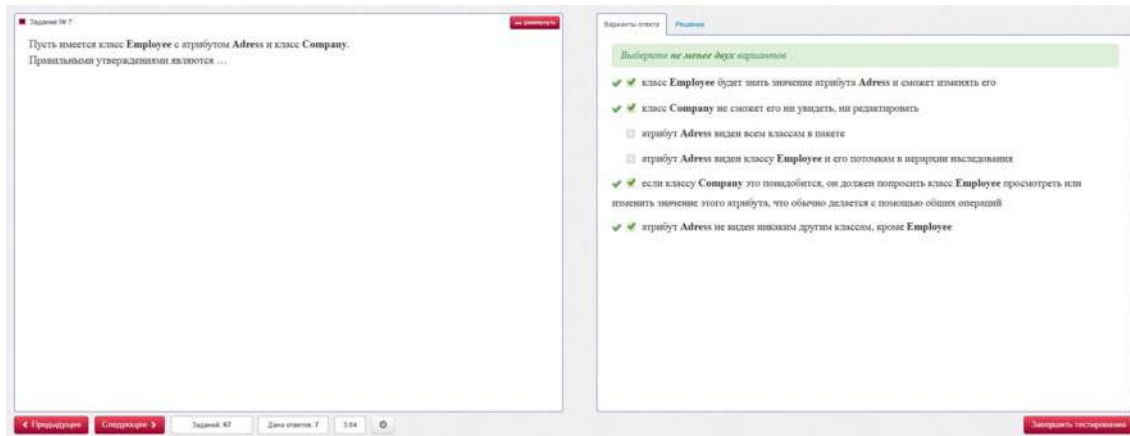 Задание № 7
развернуть
Пусть имеется класс Employee с атрибутом Adress и класс Company.
Правильными утверждениями являются …
Варианты ответа Решение
Выберите не менее двух вариантов
класс Employee будет знать значение атрибута Adress и сможет изменять его
класс Company не сможет его ни увидеть, ни редактировать
атрибут Adress виден всем классам в пакете
атрибут Adress виден классу Employee и его потомкам в иерархии наследования
если классу Company это понадобится, он должен попросить класс Employee просмотреть или
изменить значение этого атрибута, что обычно делается с помощью общих операций
атрибут Adress не виден никаким другим классам, кроме Employee
Предыдущее Следующее Заданий: 67 Дано ответов: 7 3:04
Завершить тестирование